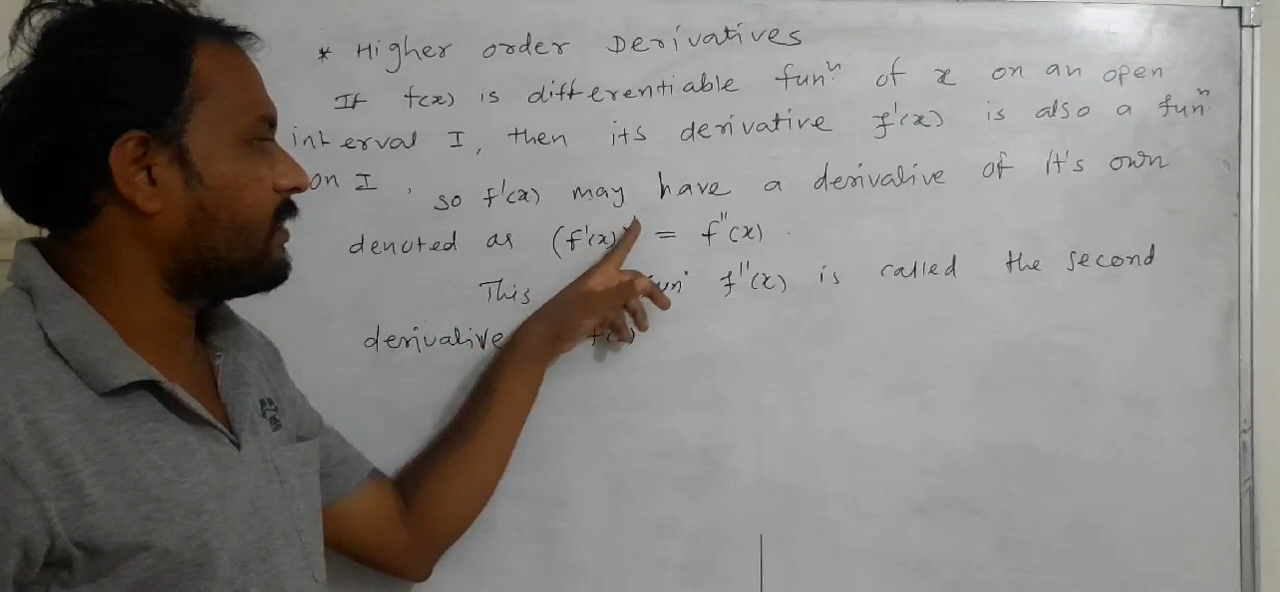 * Higher order Derivatives
If f(x) is differentiable funⁿ of x on an open
interval I, then its derivative f'(x) is also a funⁿ.
on I, so f'(x) may have a derivative of it's own
denoted as (f'(x))' = f''(x).
This f''(x) is called the second
derivative f(x)